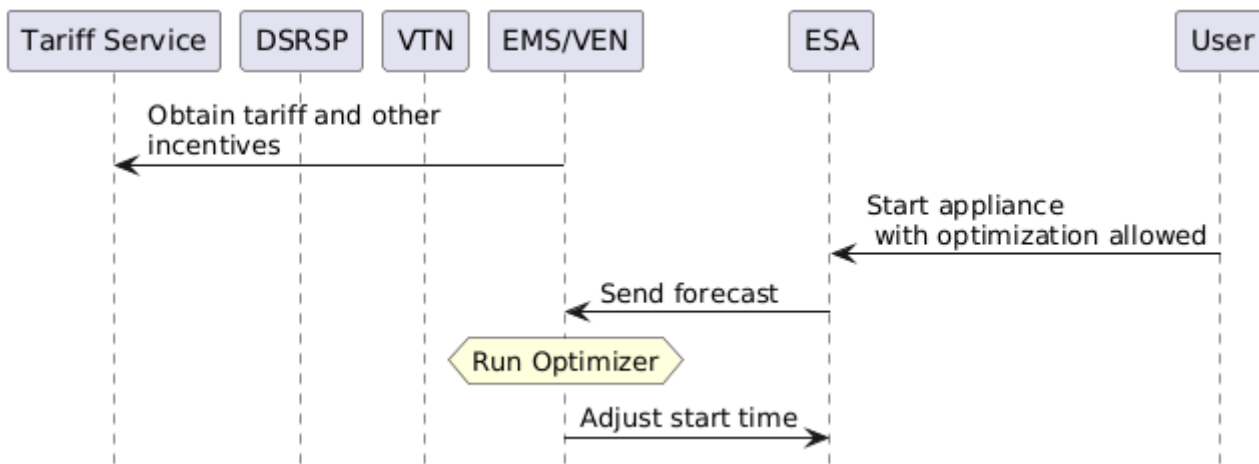 Tariff Service
DSRSP
VTN
EMS/VEN
ESA
User
Obtain tariff and other
incentives
Start appliance
with optimization allowed
Send forecast
Run Optimizer
Adjust start time